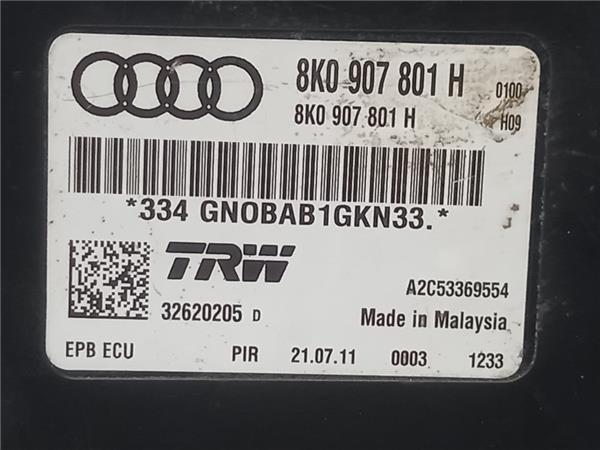 8K0 907 801 H 0100
8K0 907 801 H H09
*334 GNOBAB1GKN33.*
TRW
32620205 D A2C53369554
Made in Malaysia
EPB ECU PIR 21.07.11 0003 1233